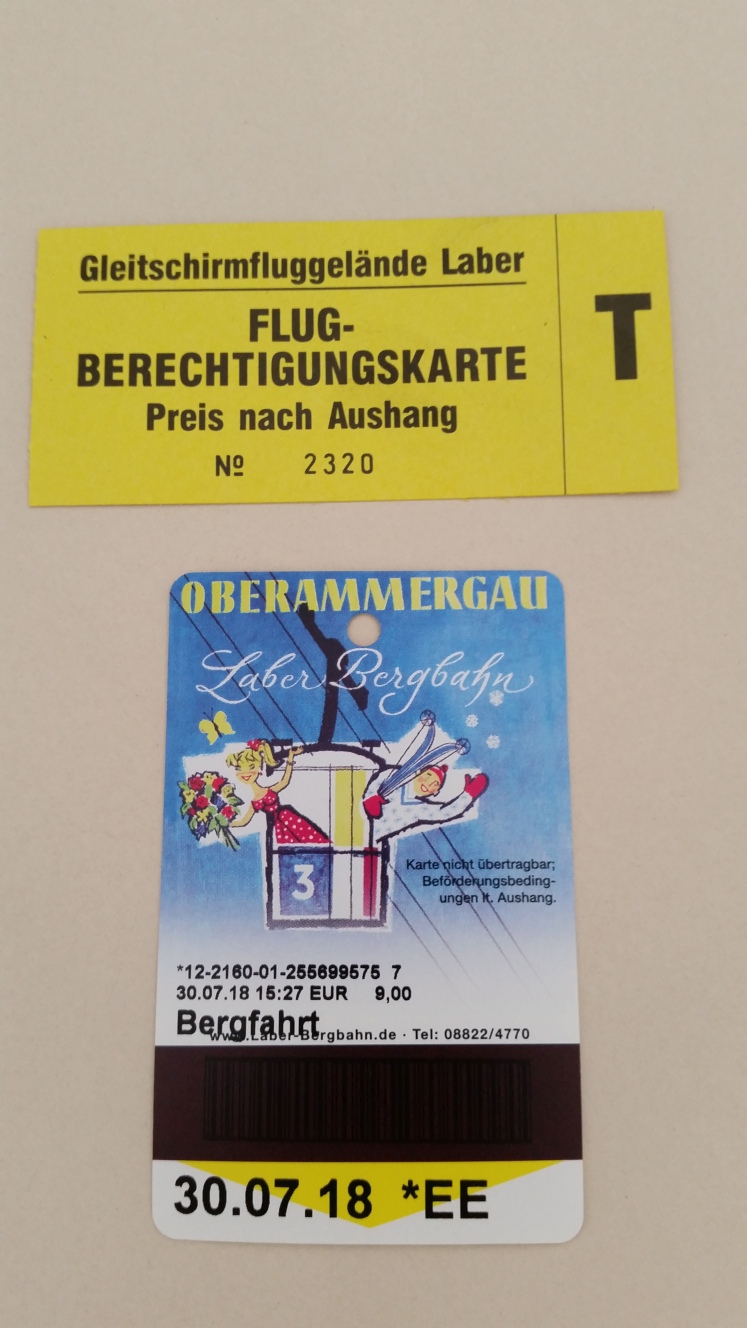 Gleitschirmfluggelände Laber
FLUG-
BERECHTIGUNGSKARTE
Preis nach Aushang
Nº 2320
T
OBERAMMERGAU
Laber Bergbahn
3
Karte nicht übertragbar;
Beförderungsbeding-
ungen lt. Aushang.
*12-2160-01-255699575 7
30.07.18 15:27 EUR 9,00
Bergfahrt
www.Laber-Bergbahn.de · Tel: 08822/4770
30.07.18 *EE